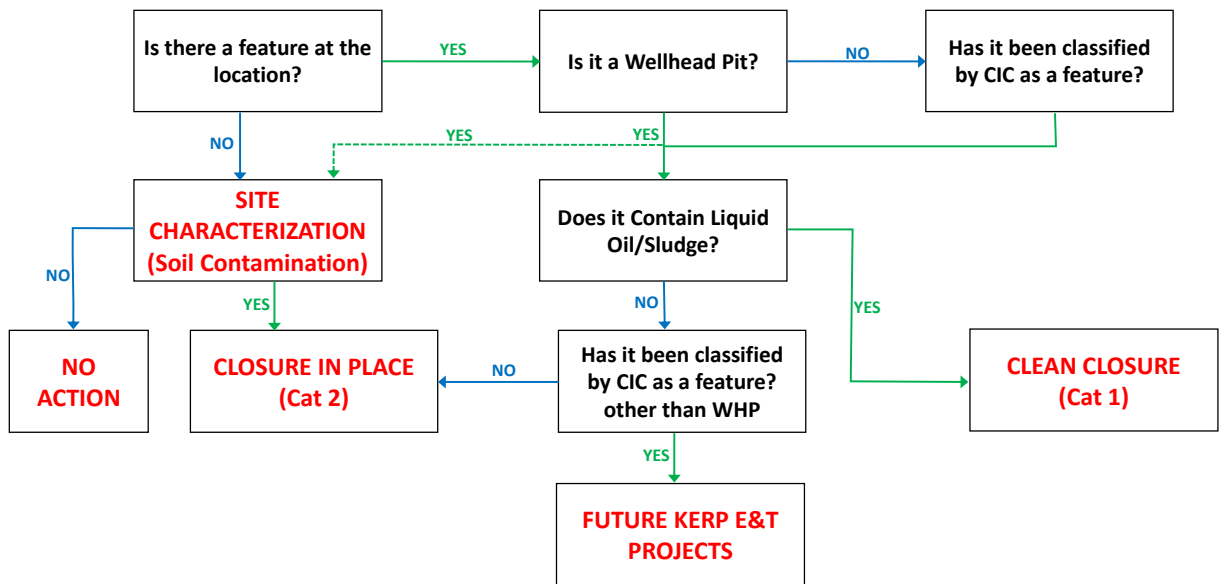 Is there a feature at the
location?
YES
Is it a Wellhead Pit?
NO
Has it been classified
by CIC as a feature?
NO
YES
YES
SITE
CHARACTERIZATION
(Soil Contamination)
Does it Contain Liquid
Oil/Sludge?
NO
YES
NO
YES
NO
ACTION
CLOSURE IN PLACE
(Cat 2)
NO
Has it been classified
by CIC as a feature?
other than WHP
CLEAN CLOSURE
(Cat 1)
YES
FUTURE KERP E&T
PROJECTS